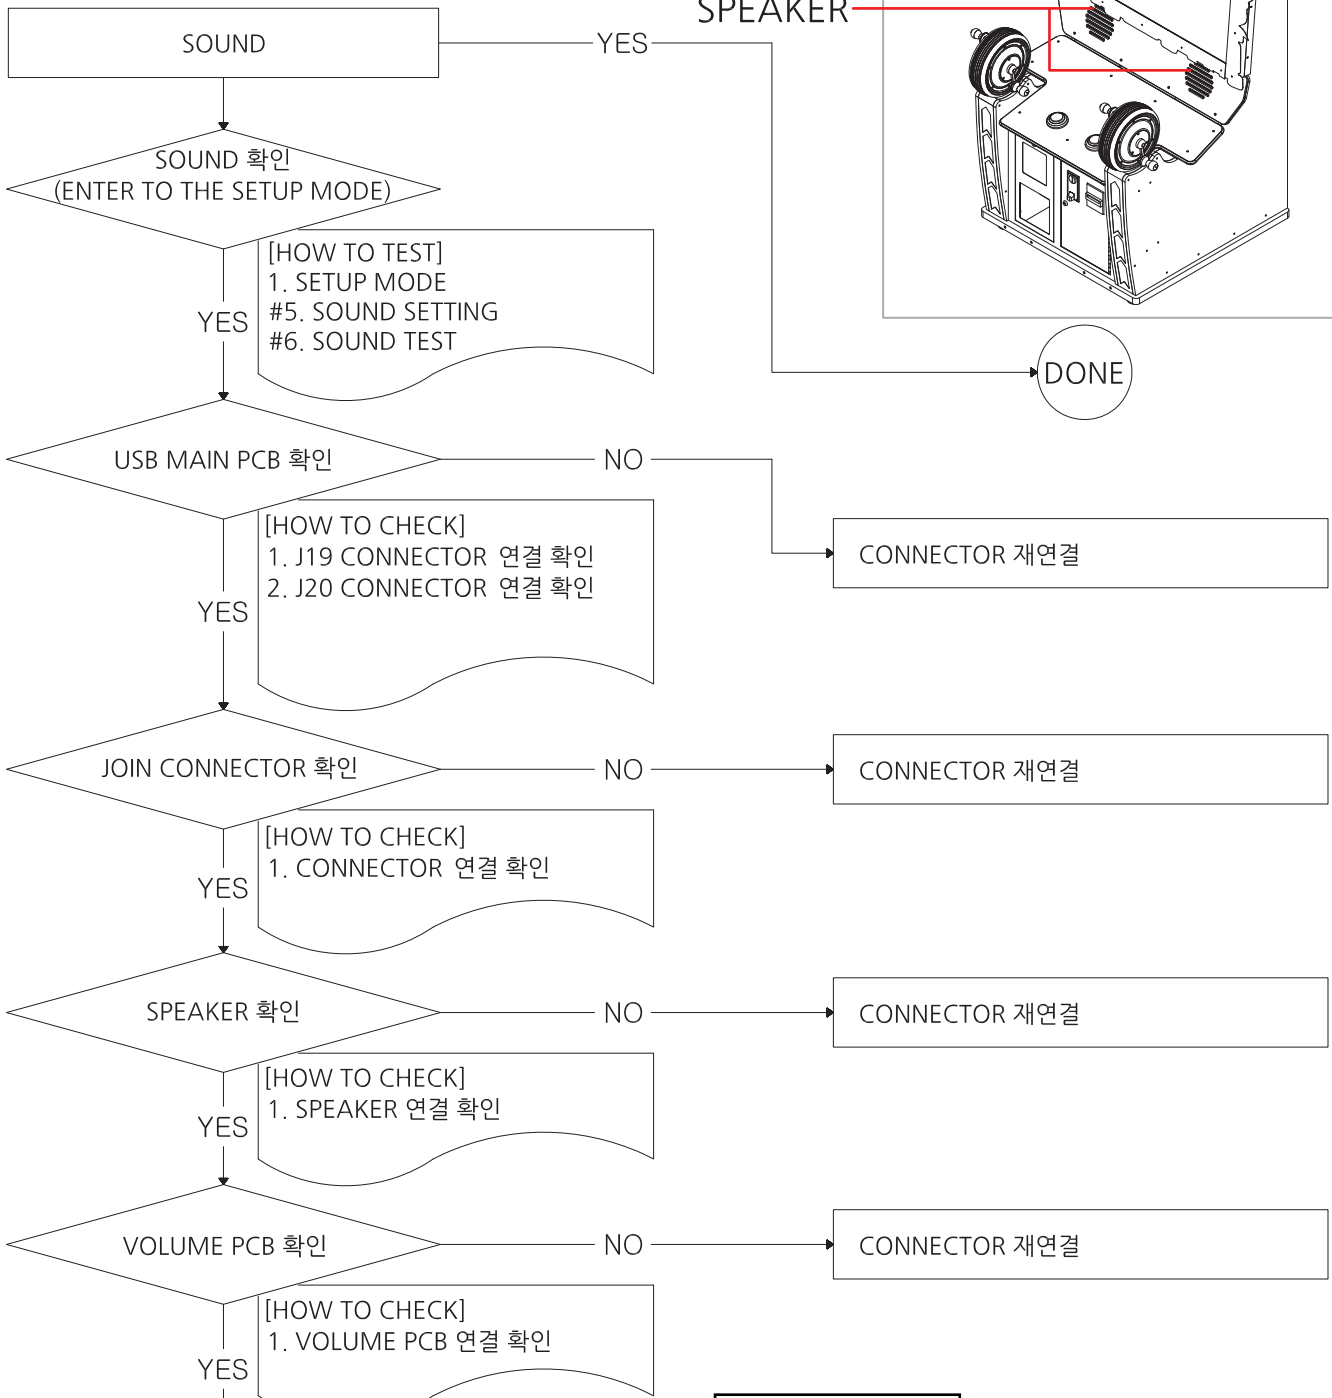 SPEAKER
SOUND
YES
SOUND 확인
(ENTER TO THE SETUP MODE)
[HOW TO TEST]
1. SETUP MODE
#5. SOUND SETTING
#6. SOUND TEST
YES
DONE
USB MAIN PCB 확인
NO
[HOW TO CHECK]
1. J19 CONNECTOR 연결 확인
2. J20 CONNECTOR 연결 확인
CONNECTOR 재연결
YES
JOIN CONNECTOR 확인
NO
CONNECTOR 재연결
[HOW TO CHECK]
1. CONNECTOR 연결 확인
YES
SPEAKER 확인
NO
CONNECTOR 재연결
[HOW TO CHECK]
1. SPEAKER 연결 확인
YES
VOLUME PCB 확인
NO
CONNECTOR 재연결
[HOW TO CHECK]
1. VOLUME PCB 연결 확인
YES